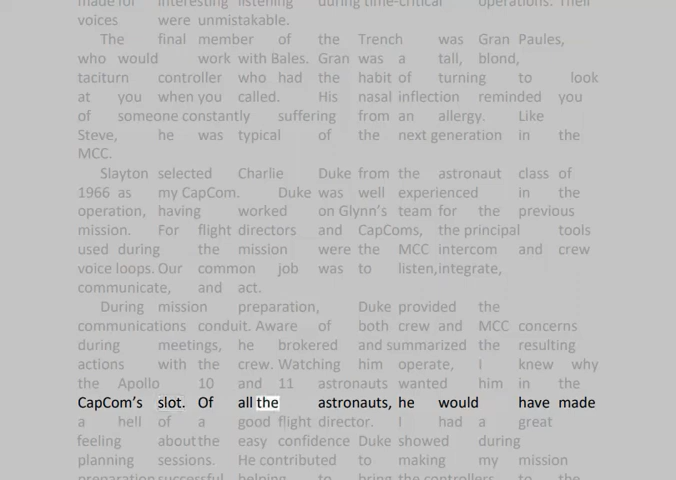 made for interesting listening during time-critical operations. Their
voices were unmistakable.
The final member of the Trench was Gran Paules,
who would work with Bales. Gran was a tall, blond,
taciturn controller who had the habit of turning to look
at you when you called. His nasal inflection reminded you
of someone constantly suffering from an allergy. Like
Steve, he was typical of the next generation in the
MCC.
Slayton selected Charlie Duke from the astronaut class of
1966 as my CapCom. Duke was well experienced in the
operation, having worked on Glynn's team for the previous
mission. For flight directors and CapComs, the principal tools
used during the mission were the MCC intercom and crew
voice loops. Our common job was to listen, integrate,
communicate, and act.
During mission preparation, Duke provided the
communications conduit. Aware of both crew and MCC concerns
during meetings, he brokered and summarized the resulting
actions with the crew. Watching him operate, I knew why
the Apollo 10 and 11 astronauts wanted him in the
CapCom's slot. Of all the astronauts, he would have made
a hell of a good flight director. I had a great
feeling about the easy confidence Duke showed during
planning sessions. He contributed to making my mission
preparation successful helping to bring the controllers to the